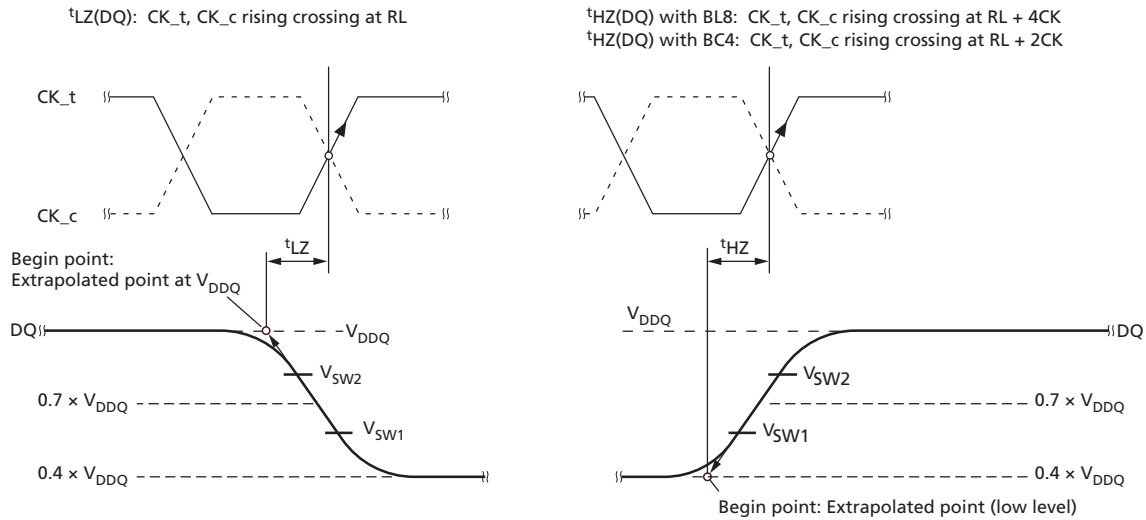 tLZ(DQ): CK_t, CK_c rising crossing at RL
tHZ(DQ) with BL8: CK_t, CK_c rising crossing at RL + 4CK
tHZ(DQ) with BC4: CK_t, CK_c rising crossing at RL + 2CK
CK_t
CK_c
tLZ
Begin point:
Extrapolated point at VDDQ
DQ
VDDQ
VSW2
0.7 × VDDQ
VSW1
0.4 × VDDQ
tHZ
VDDQ
DQ
VSW2
0.7 × VDDQ
VSW1
0.4 × VDDQ
Begin point: Extrapolated point (low level)